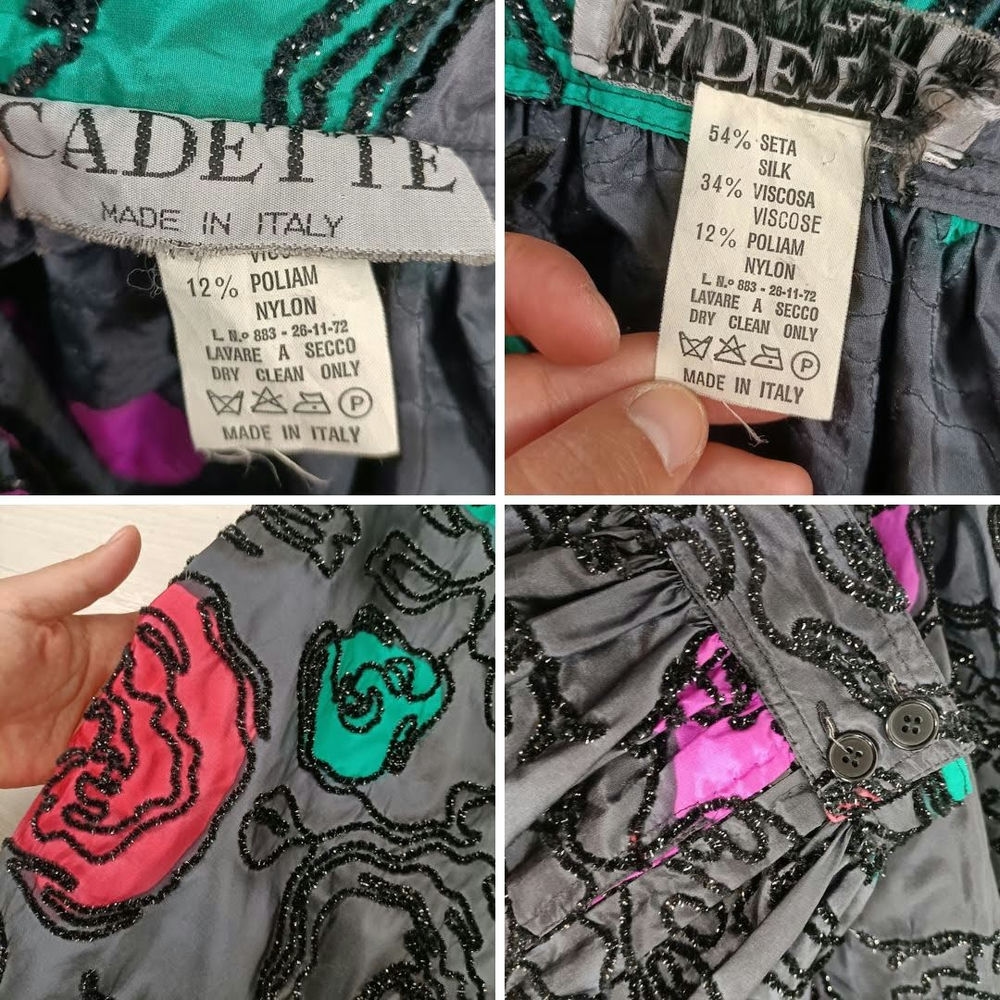 CADETTE
MADE IN ITALY
12% POLIAM
NYLON
L. N.º 883 - 26-11-72
LAVARE A SECCO
DRY CLEAN ONLY
P
MADE IN ITALY
54% SETA
SILK
34% VISCOSA
VISCOSE
12% POLIAM
NYLON
L. N.º 883 - 26-11-72
LAVARE A SECCO
DRY CLEAN ONLY
P
MADE IN ITALY